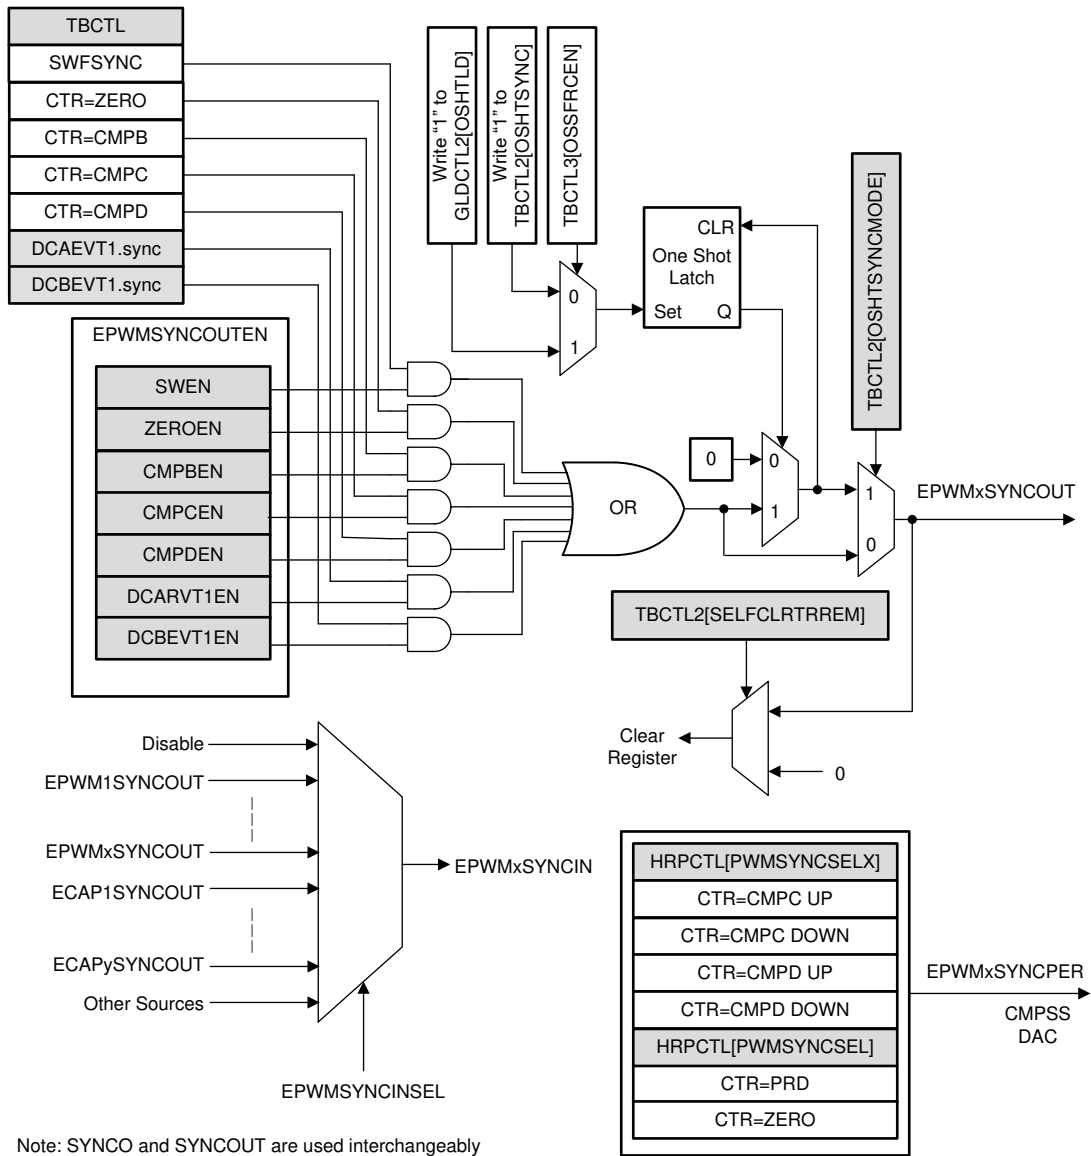 TBCTL
SWFSYNC
CTR=ZERO
CTR=CMPB
CTR=CMPC
CTR=CMPD
DCAEVT1.sync
DCBEVT1.sync
EPWMSYNCOUTEN
SWEN
ZEROEN
CMPBEN
CMPCEN
CMPDEN
DCARVT1EN
DCBEVT1EN
Write “1” to
GLDCTL2[OSHTLD]
Write “1” to
TBCTL2[OSHTSYNC]
TBCTL3[OSSFRCEN]
0
1
CLR
One Shot
Latch
Set
Q
TBCTL2[OSHTSYNCMODE]
OR
0
0
1
1
0
EPWMxSYNCOUT
TBCTL2[SELFCLRTRREM]
Clear
Register
0
Disable
EPWM1SYNCOUT
EPWMxSYNCOUT
ECAP1SYNCOUT
ECAPySYNCOUT
Other Sources
EPWMxSYNCIN
EPWMSYNCINSEL
HRPCTL[PWMSYNCSELX]
CTR=CMPC UP
CTR=CMPC DOWN
CTR=CMPD UP
CTR=CMPD DOWN
HRPCTL[PWMSYNCSEL]
CTR=PRD
CTR=ZERO
EPWMxSYNCPER
CMPSS
DAC
Note: SYNCO and SYNCOUT are used interchangeably